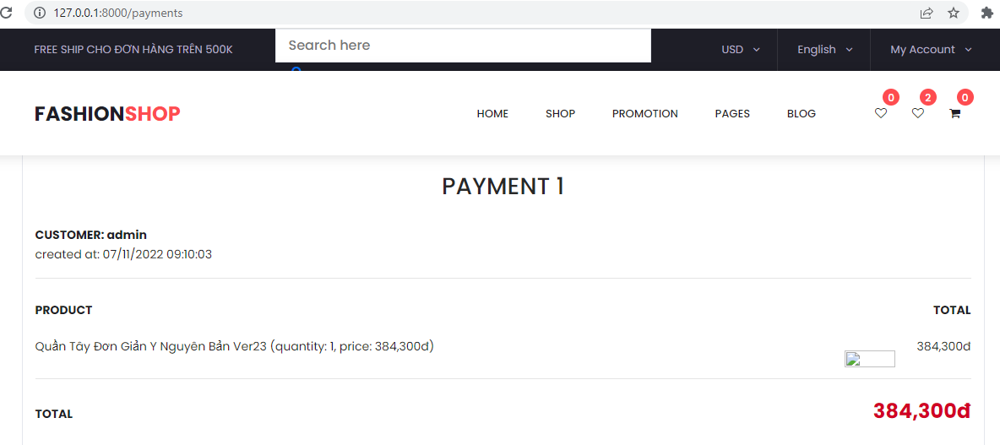 127.0.0.1:8000/payments
FREE SHIP CHO ĐƠN HÀNG TRÊN 500K
Search here
USD
English
My Account
FASHIONSHOP
HOME
SHOP
PROMOTION
PAGES
BLOG
0
2
0
PAYMENT 1
CUSTOMER: admin
created at: 07/11/2022 09:10:03
PRODUCT
TOTAL
Quần Tây Đơn Giản Y Nguyên Bản Ver23 (quantity: 1, price: 384,300đ)
384,300đ
TOTAL
384,300đ